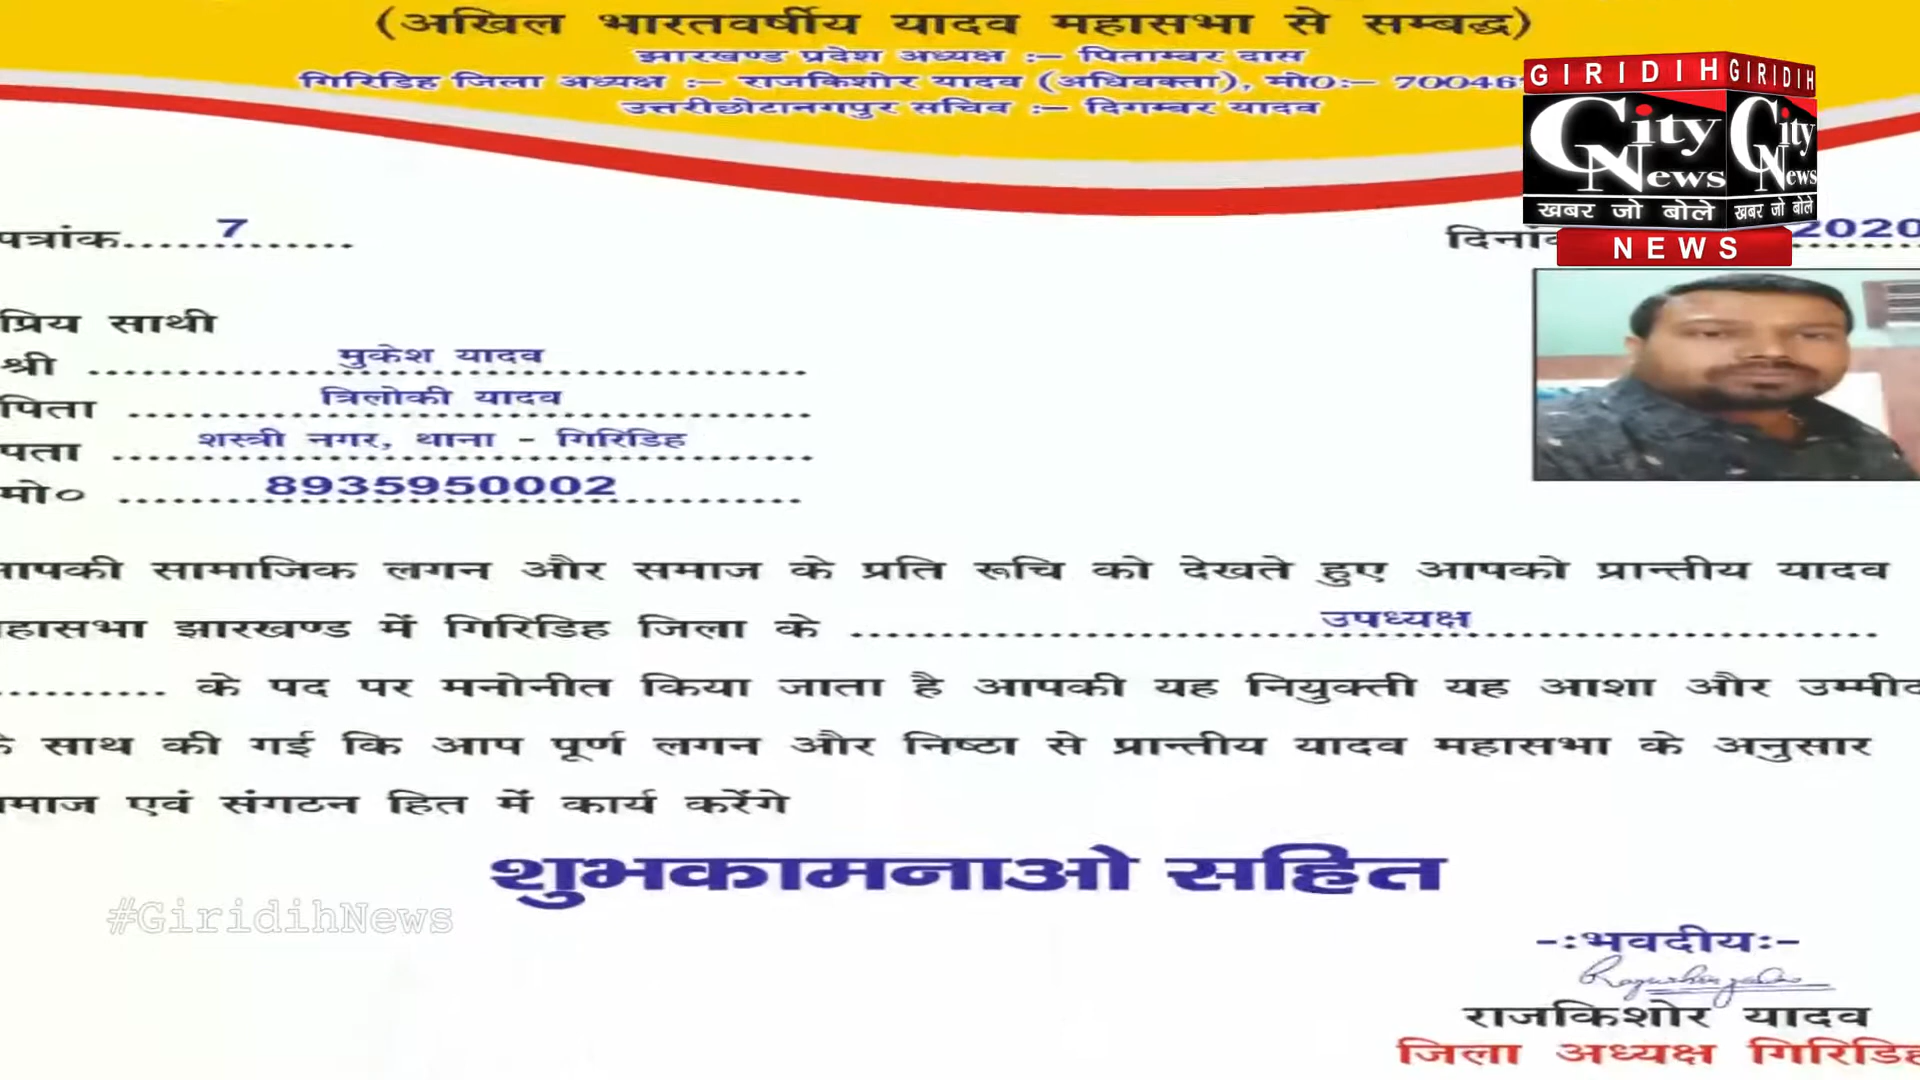 (अखिल भारतवर्षीय यादव महासभा से सम्बद्ध)
झारखण्ड प्रदेश अध्यक्ष :– पिताम्बर दास
गिरिडिह जिला अध्यक्ष :– राजकिशोर यादव (अधिवक्ता), मो0:– 70046
उत्तरीछोटानगपुर सचिव :– दिगम्बर यादव
GIRIDIH GIRIDIH
City News City News
खबर जो बोले खबर जो बोले
NEWS
पत्रांक.....7............
2020
प्रिय साथी
श्री मुकेश यादव
पिता त्रिलोकी यादव
पता शस्त्री नगर, थाना - गिरिडिह
मो० 8935950002
सामाजिक लगन और समाज के प्रति रूचि को देखते हुए आपको प्रान्तीय यादव
झारखण्ड में गिरिडिह जिला के उपध्यक्ष
.......... के पद पर मनोनीत किया जाता है आपकी यह नियुक्ती यह आशा और
साथ की गई कि आप पूर्ण लगन और निष्ठा से प्रान्तीय यादव महासभा के अनुसार
एवं संगठन हित में कार्य करेंगे
शुभकामनाओ सहित
#GiridihNews
-:भवदीय:-
राजकिशोर यादव
जिला अध्यक्ष गिरिडिह